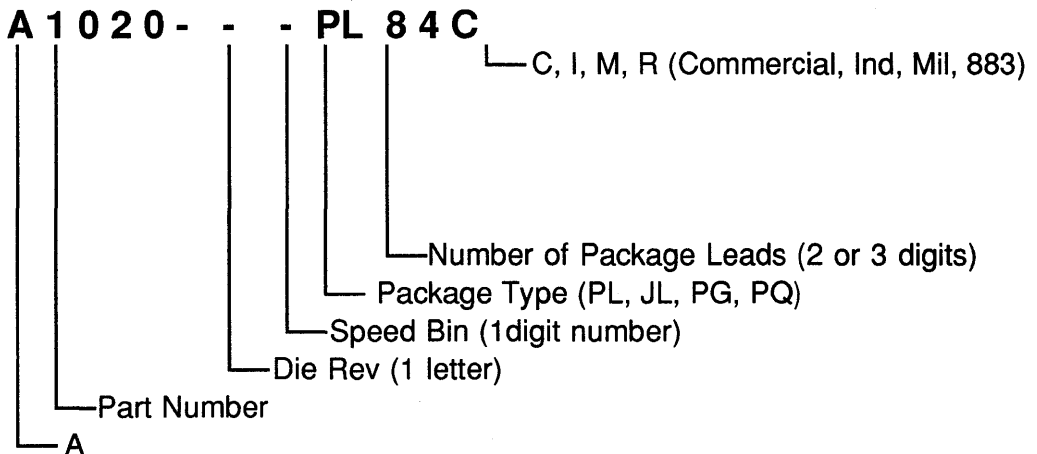 A1020- - - PL 84C
C, I, M, R (Commercial, Ind, Mil, 883)
Number of Package Leads (2 or 3 digits)
Package Type (PL, JL, PG, PQ)
Speed Bin (1digit number)
Die Rev (1 letter)
Part Number
A